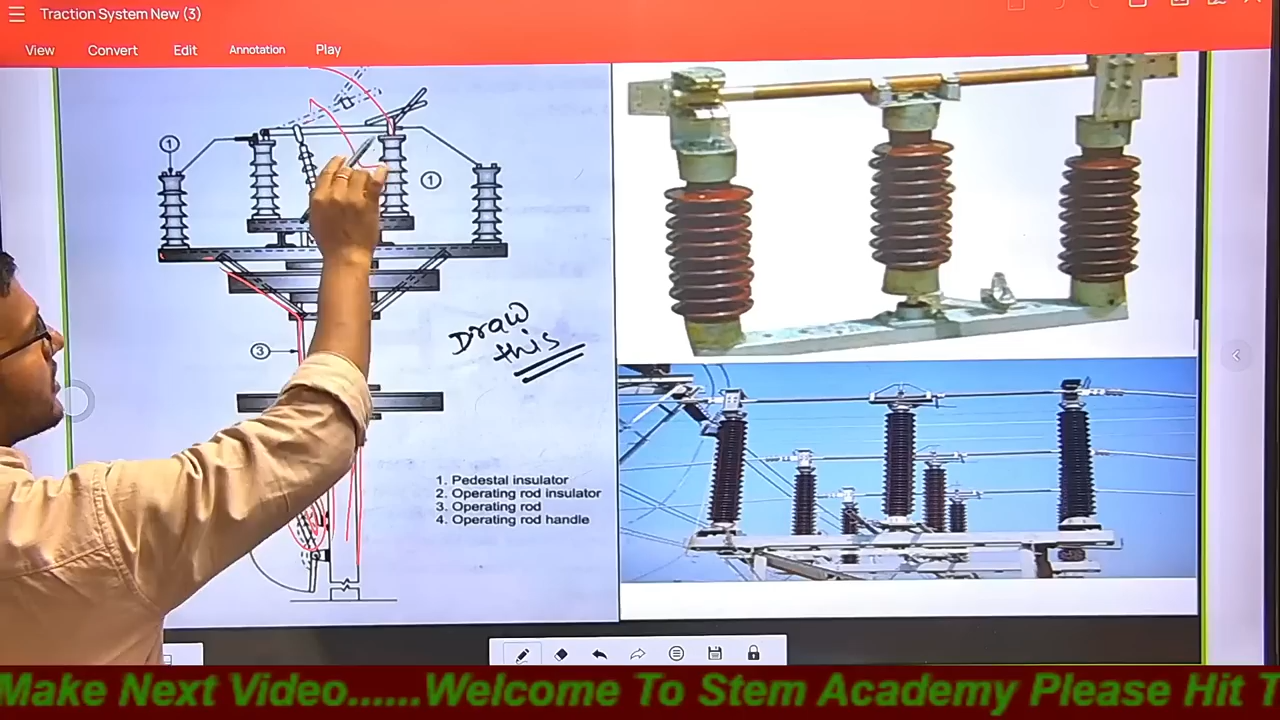 Traction System New (3)
View Convert Edit Annotation Play
1
1
3
Draw
this
1. Pedestal insulator
2. Operating rod insulator
3. Operating rod
4. Operating rod handle
Make Next Video......Welcome To Stem Academy Please Hit T